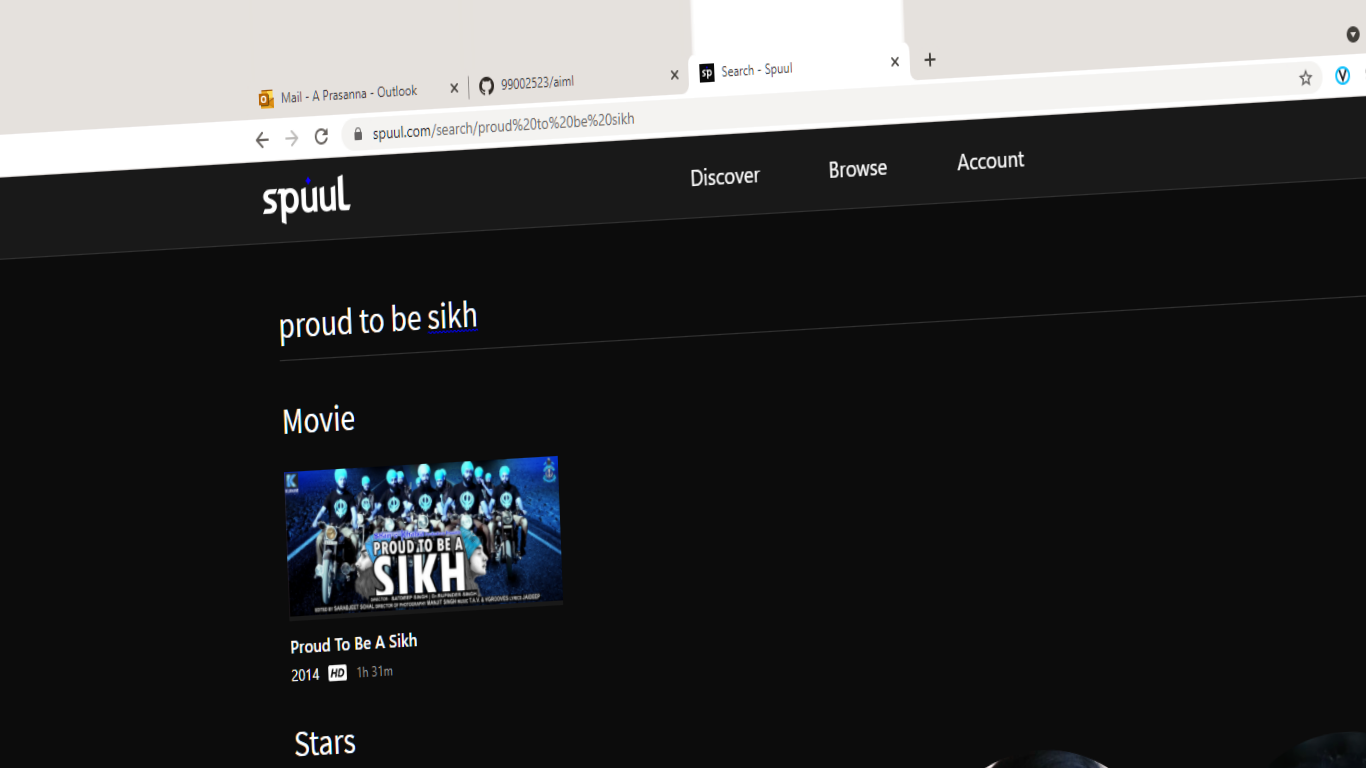 Mail - A Prasanna - Outlook
99002523/aiml
sp Search - Spuul
spuul.com/search/proud%20to%20be%20sikh
spuul
Discover Browse Account
proud to be sikh
Movie
PROUD TO BE A
SIKH
Proud To Be A Sikh
2014 HD 1h 31m
Stars